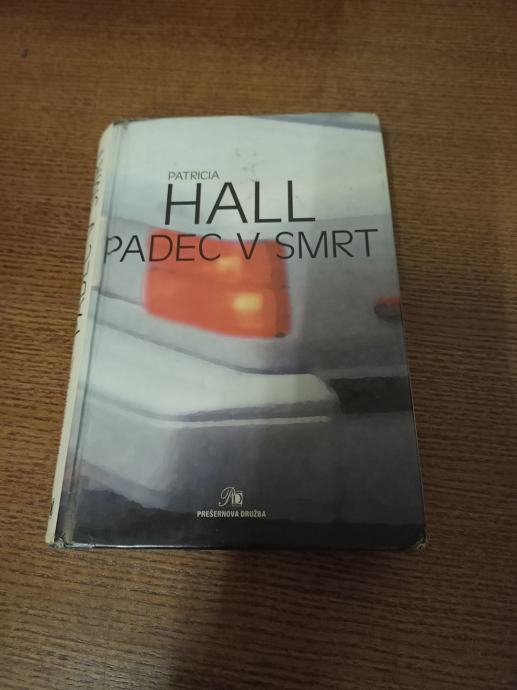 PATRICIA
HALL
PADEC V SMRT
PREŠERNOVA DRUŽBA